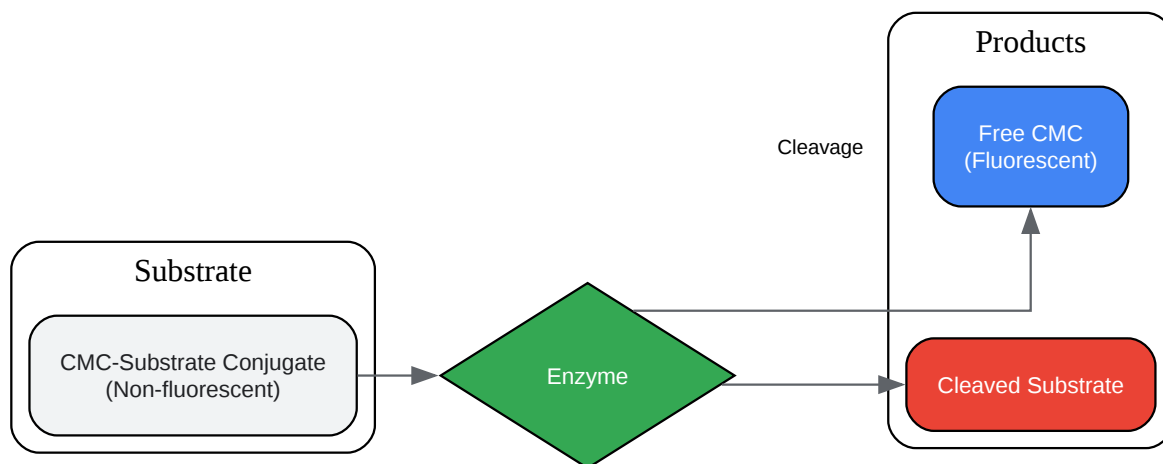 Substrate
CMC-Substrate Conjugate
(Non-fluorescent)
Enzyme
Cleavage
Products
Free CMC
(Fluorescent)
Cleaved Substrate